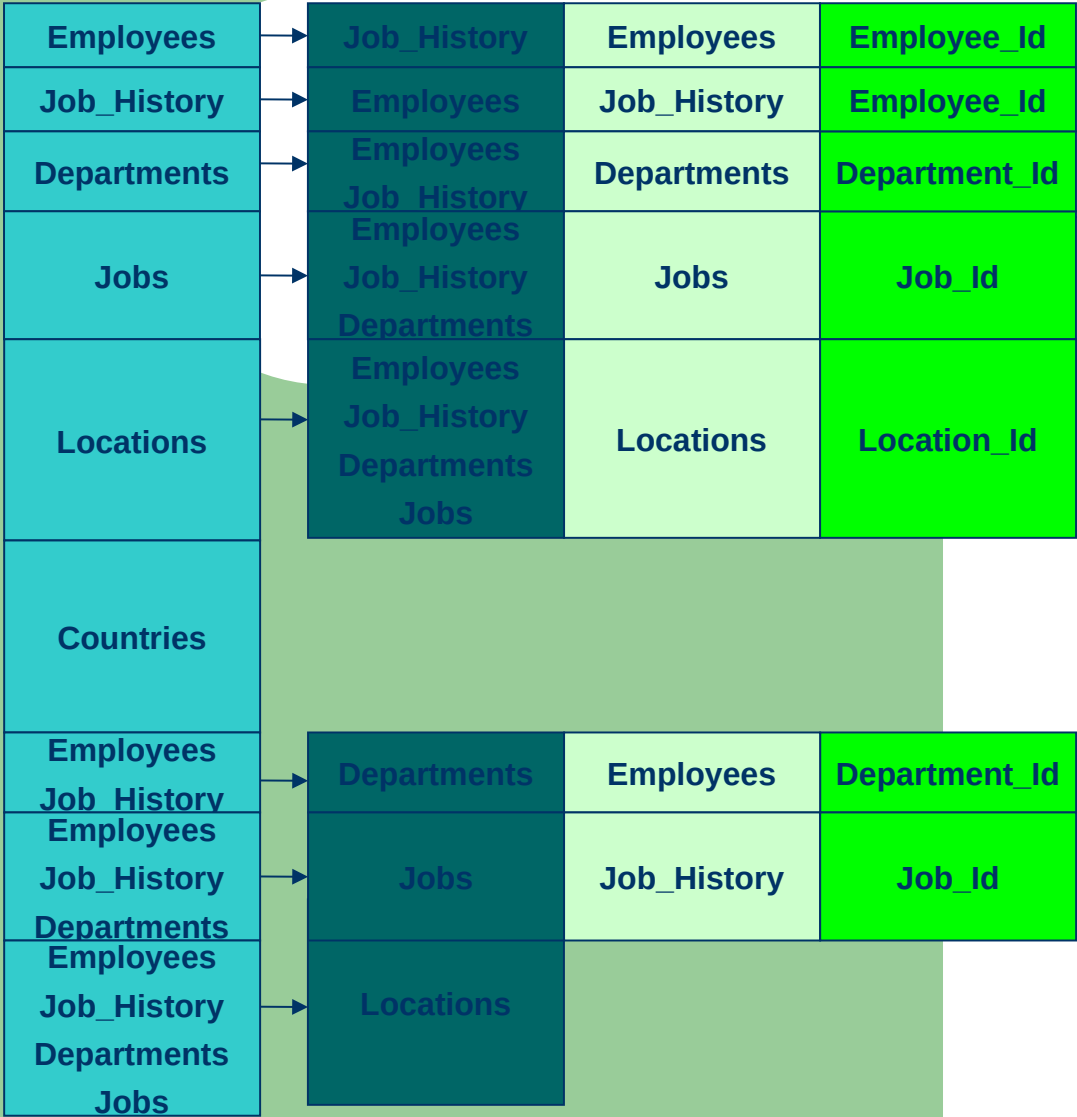 Employees Job_History Employees Employee_Id
Job_History Employees Job_History Employee_Id
Employees
Departments Departments Department_Id
Job_History
Employees
Jobs Job_History Jobs Job_Id
Departments
Employees
Job_History
Locations Locations Location_Id
Departments
Jobs
Countries
Employees
Departments Employees Department_Id
Job_History
Employees
Job_History Jobs Job_History Job_Id
Departments
Employees
Job_History Locations
Departments
Jobs